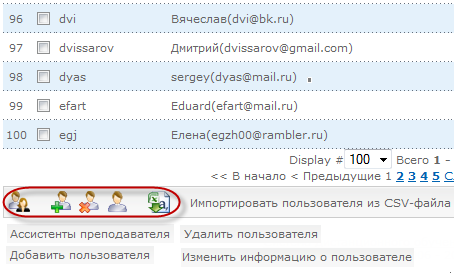 96 dvi Вячеслав(dvi@bk.ru)
97 dvissarov Дмитрий(dvissarov@gmail.com)
98 dyas sergey(dyas@mail.ru)
99 efart Eduard(efart@mail.ru)
100 egj Елена(egzh00@rambler.ru)
Display # 100 Всего 1 -
<< В начало < Предыдущие 1 2 3 4 5 С
Импортировать пользователя из CSV-файла
Ассистенты преподавателя Удалить пользователя
Добавить пользователя Изменить информацию о пользователе